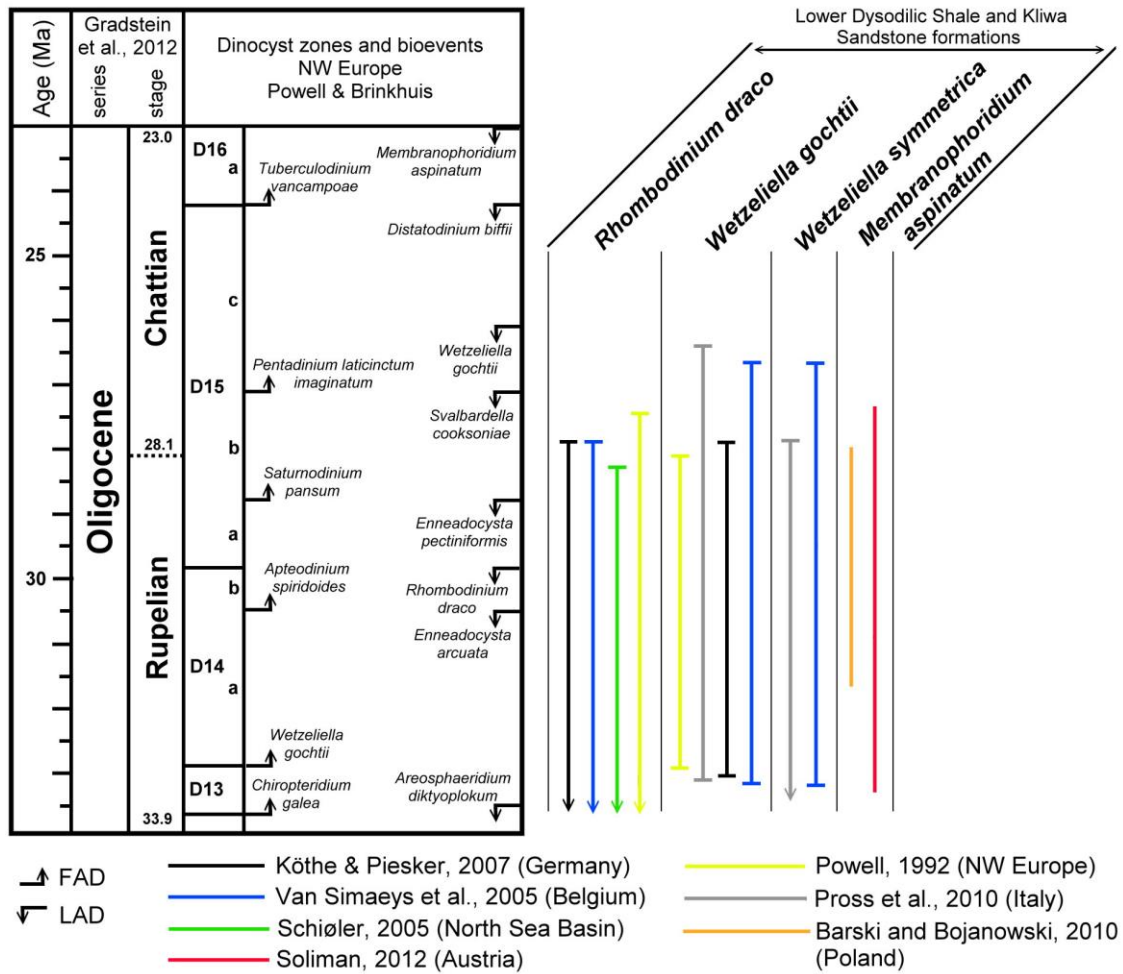 Age (Ma)
Gradstein
et al., 2012
series
stage
Dinocyst zones and bioevents
NW Europe
Powell & Brinkhuis
Lower Dysodilic Shale and Kliwa
Sandstone formations
Rhombodinium draco
Wetzeliella gochtii
Wetzeliella symmetrica
Membranophoridium
aspinatum
25
30
Oligocene
Chattian
Rupelian
23.0
28.1
33.9
D16
a
c
D15
b
a
b
D14
a
D13
Tuberculodinium
vancampoae
Pentadinium laticinctum
imaginatum
Saturnodinium
pansum
Apteodinium
spiridoides
Wetzeliella
gochtii
Chiropteridium
galea
Membranophoridium
aspinatum
Distatodinium biffii
Wetzeliella
gochtii
Svalbardella
cooksoniae
Enneadocysta
pectiniformis
Rhombodinium
draco
Enneadocysta
arcuata
Areosphaeridium
diktyoplokum
FAD
LAD
Köthe & Piesker, 2007 (Germany)
Van Simaeys et al., 2005 (Belgium)
Schiøler, 2005 (North Sea Basin)
Soliman, 2012 (Austria)
Powell, 1992 (NW Europe)
Pross et al., 2010 (Italy)
Barski and Bojanowski, 2010
(Poland)